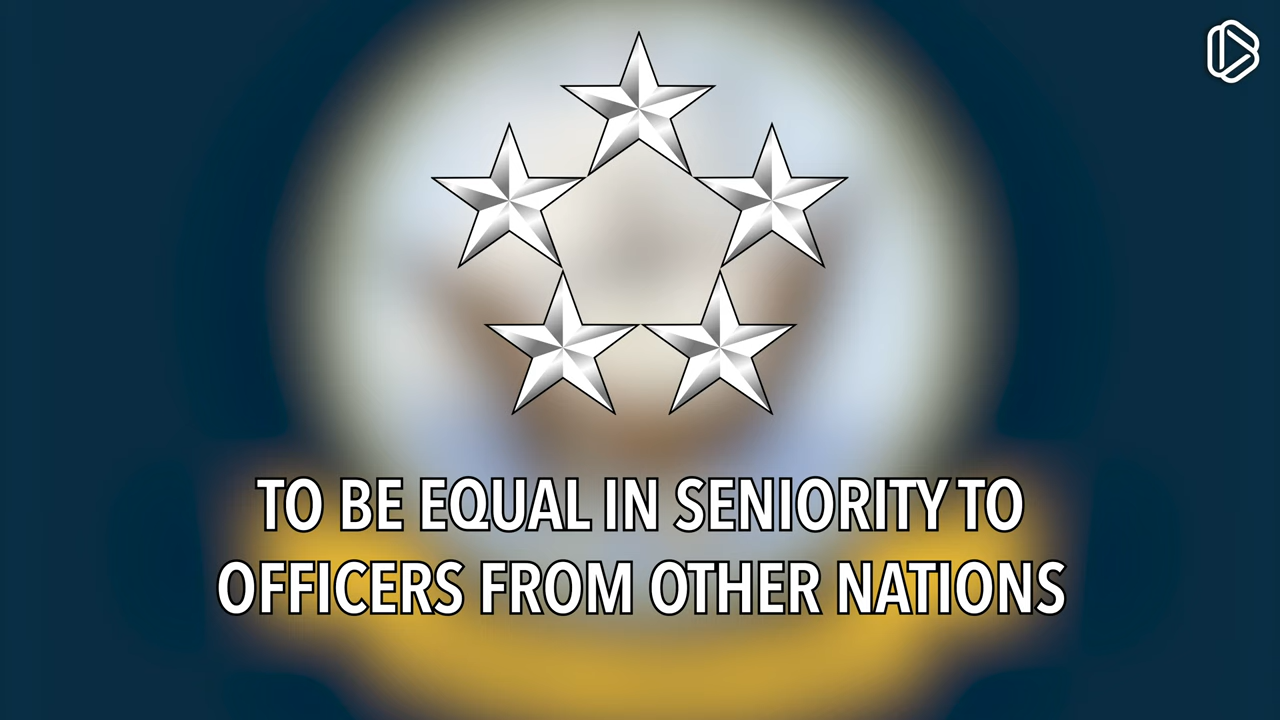 TO BE EQUAL IN SENIORITY TO
OFFICERS FROM OTHER NATIONS